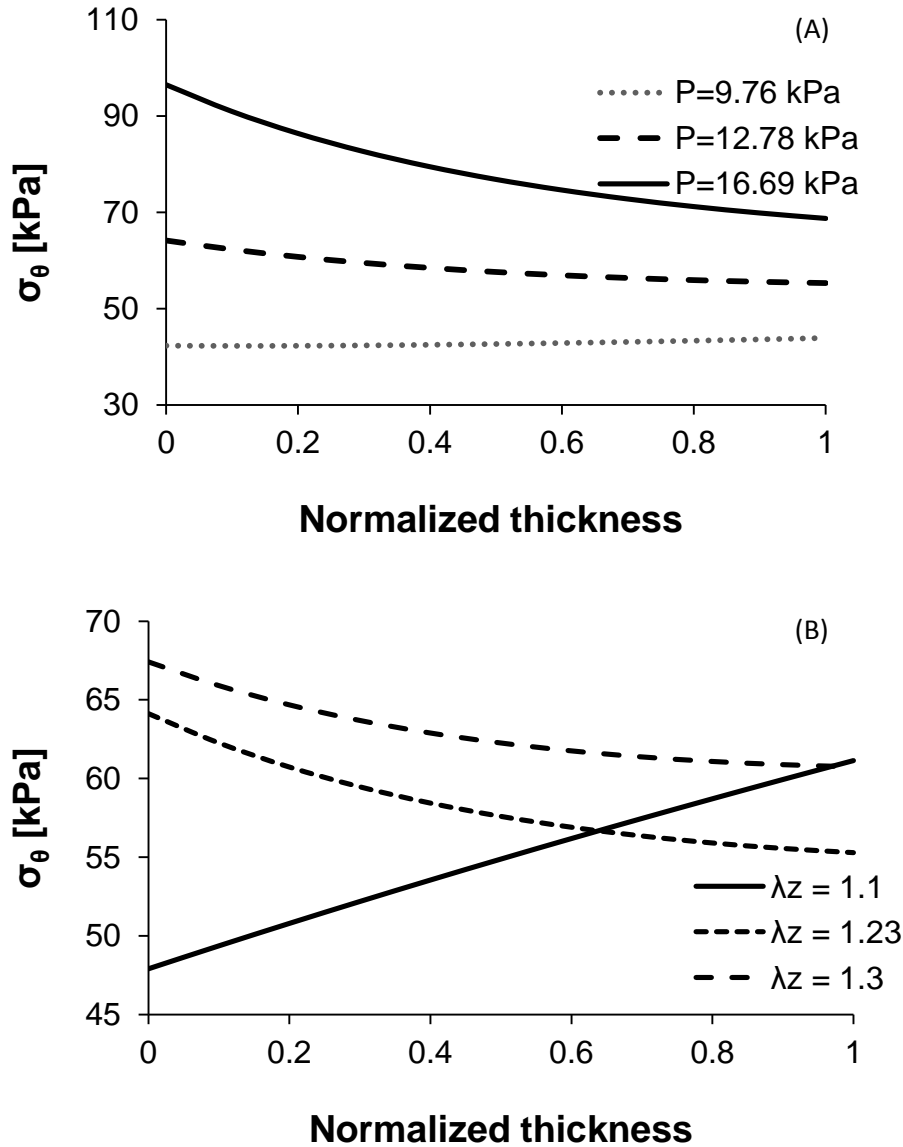 110
(A)
P=9.76 kPa
90
P=12.78 kPa
P=16.69 kPa
70
σθ [kPa]
50
30
0 0.2 0.4 0.6 0.8 1
Normalized thickness
70
(B)
65
60
σθ [kPa]
55
λz = 1.1
50
λz = 1.23
λz = 1.3
45
0 0.2 0.4 0.6 0.8 1
Normalized thickness